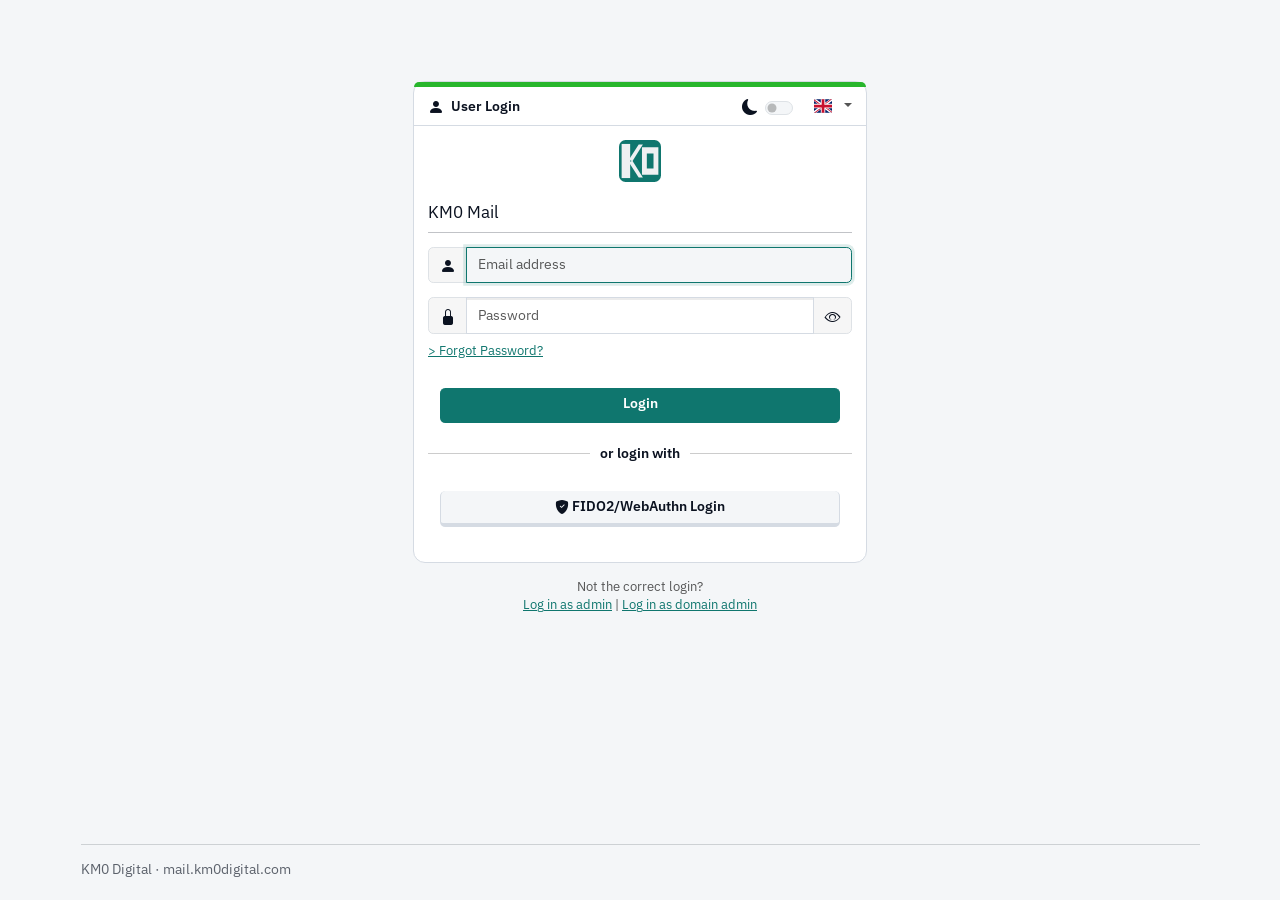 User Login
K0
KM0 Mail
Email address
Password
> Forgot Password?
Login
or login with
FIDO2/WebAuthn Login
Not the correct login?
Log in as admin | Log in as domain admin
KM0 Digital · mail.km0digital.com